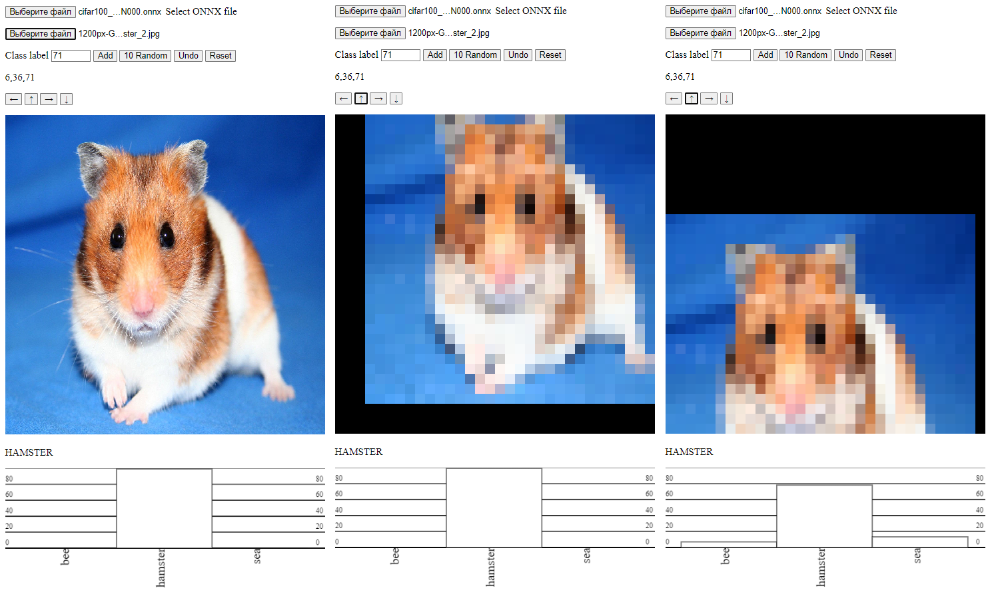 Выберите файл cifar100_...N000.onnx Select ONNX file
Выберите файл 1200px-G...ster_2.jpg
Class label 71 Add 10 Random Undo Reset
6,36,71
← ↑ → ↓
HAMSTER
80 80
60 60
40 40
20 20
0 0
bee hamster sea
Выберите файл cifar100_...N000.onnx Select ONNX file
Выберите файл 1200px-G...ster_2.jpg
Class label 71 Add 10 Random Undo Reset
6,36,71
← ↑ → ↓
HAMSTER
80 80
60 60
40 40
20 20
0 0
bee hamster sea
Выберите файл cifar100_...N000.onnx Select ONNX file
Выберите файл 1200px-G...ster_2.jpg
Class label 71 Add 10 Random Undo Reset
6,36,71
← ↑ → ↓
HAMSTER
80 80
60 60
40 40
20 20
0 0
bee hamster sea